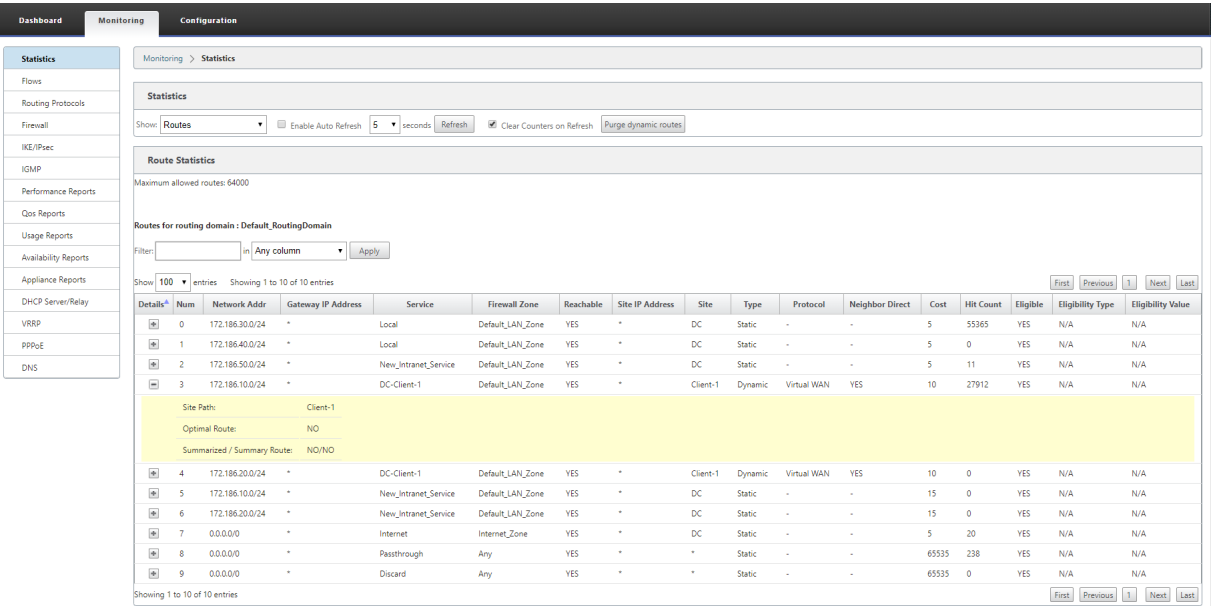 Dashboard Monitoring Configuration
Statistics
Flows
Routing Protocols
Firewall
IKE/IPsec
IGMP
Performance Reports
Qos Reports
Usage Reports
Availability Reports
Appliance Reports
DHCP Server/Relay
VRRP
PPPoE
DNS
Monitoring > Statistics
Statistics
Show: Routes Enable Auto Refresh 5 seconds Refresh Clear Counters on Refresh Purge dynamic routes
Route Statistics
Maximum allowed routes: 64000
Routes for routing domain : Default_RoutingDomain
Filter: in Any column Apply
Show 100 entries Showing 1 to 10 of 10 entries First Previous 1 Next Last
Details Num Network Addr Gateway IP Address Service Firewall Zone Reachable Site IP Address Site Type Protocol Neighbor Direct Cost Hit Count Eligible Eligibility Type Eligibility Value
+ 0 172.186.30.0/24 * Local Default_LAN_Zone YES * DC Static - - 5 55365 YES N/A N/A
+ 1 172.186.40.0/24 * Local Default_LAN_Zone YES * DC Static - - 5 0 YES N/A N/A
+ 2 172.186.50.0/24 * New_Intranet_Service Default_LAN_Zone YES * DC Static - - 5 11 YES N/A N/A
- 3 172.186.10.0/24 * DC-Client-1 Default_LAN_Zone YES * Client-1 Dynamic Virtual WAN YES 10 27912 YES N/A N/A
Site Path: Client-1
Optimal Route: NO
Summarized / Summary Route: NO/NO
+ 4 172.186.20.0/24 * DC-Client-1 Default_LAN_Zone YES * Client-1 Dynamic Virtual WAN YES 10 0 YES N/A N/A
+ 5 172.186.10.0/24 * New_Intranet_Service Default_LAN_Zone YES * DC Static - - 15 0 YES N/A N/A
+ 6 172.186.20.0/24 * New_Intranet_Service Default_LAN_Zone YES * DC Static - - 15 0 YES N/A N/A
+ 7 0.0.0.0/0 * Internet Internet_Zone YES * DC Static - - 5 20 YES N/A N/A
+ 8 0.0.0.0/0 * Passthrough Any YES * * Static - - 65535 238 YES N/A N/A
+ 9 0.0.0.0/0 * Discard Any YES * * Static - - 65535 0 YES N/A N/A
Showing 1 to 10 of 10 entries First Previous 1 Next Last